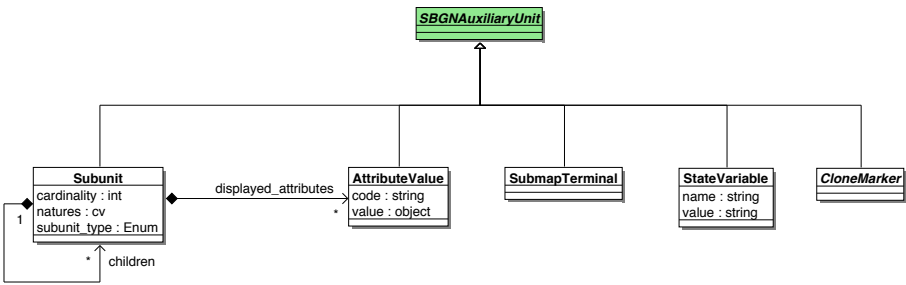 SBGNAuxiliaryUnit
Subunit
cardinality : int
natures : cv
subunit_type : Enum
1
*
children
displayed_attributes
*
AttributeValue
code : string
value : object
SubmapTerminal
StateVariable
name : string
value : string
CloneMarker